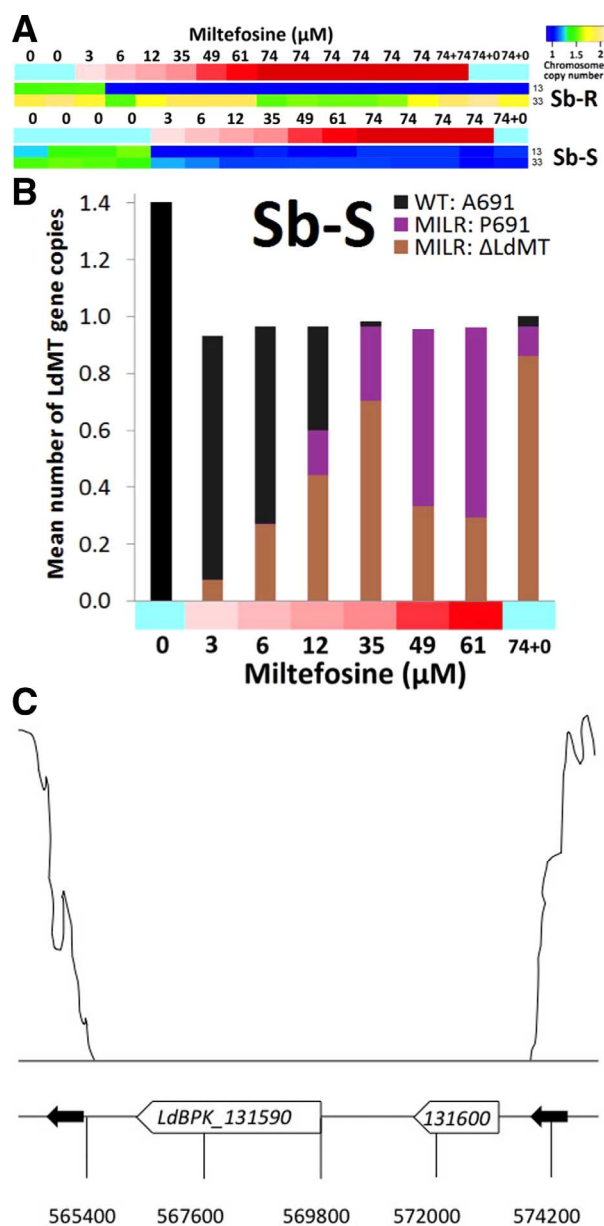 A
Miltefosine (µM)
0 0 3 6 12 35 49 61 74 74 74 74 74 74 74+74 74+0 74+0
13
33
Sb-R
1 1.5 2
Chromosome
copy number
0 0 0 0 3 6 12 35 49 61 74 74 74 74 74+0
13
33
Sb-S
B
Sb-S
WT: A691
MILR: P691
MILR: ΔLdMT
Mean number of LdMT gene copies
1.4
1.2
1.0
0.8
0.6
0.4
0.2
0.0
0 3 6 12 35 49 61 74+0
Miltefosine (µM)
C
LdBPK_131590
131600
565400 567600 569800 572000 574200